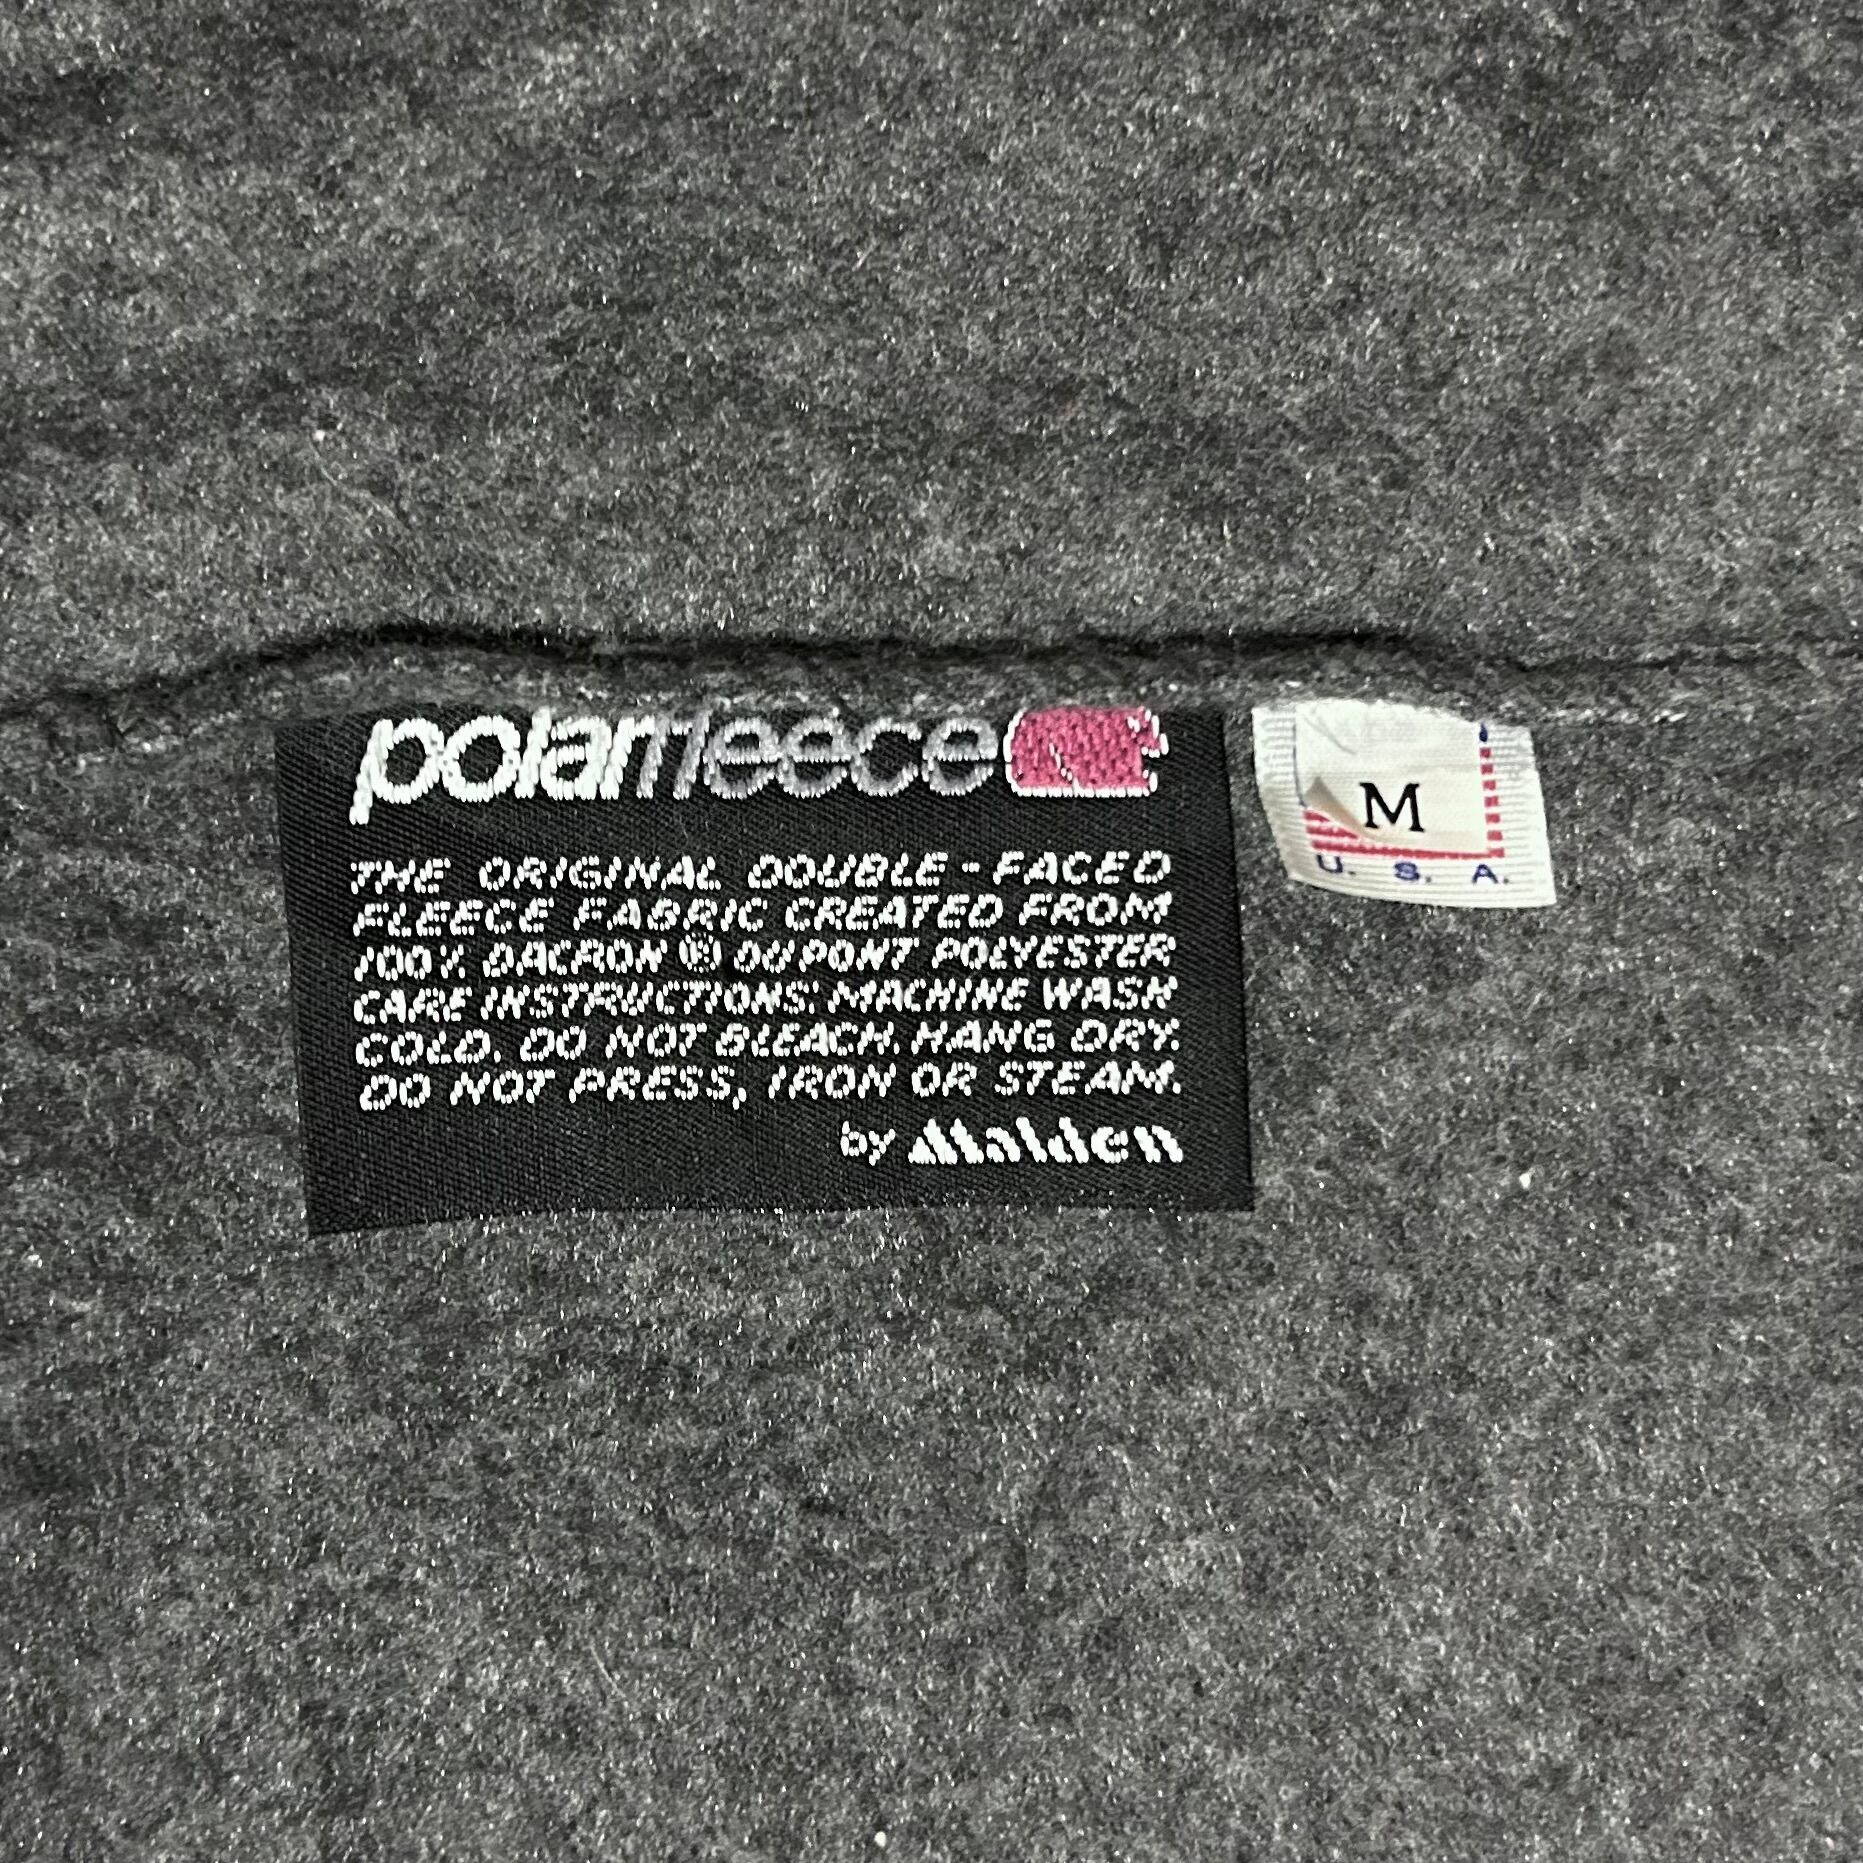 polarfleece
THE ORIGINAL DOUBLE-FACED
FLEECE FABRIC CREATED FROM
100% DACRON ® DUPONT POLYESTER
CARE INSTRUCTIONS: MACHINE WASH
COLD. DO NOT BLEACH. HANG DRY.
DO NOT PRESS, IRON OR STEAM.
by Malden
M
U. S. A.